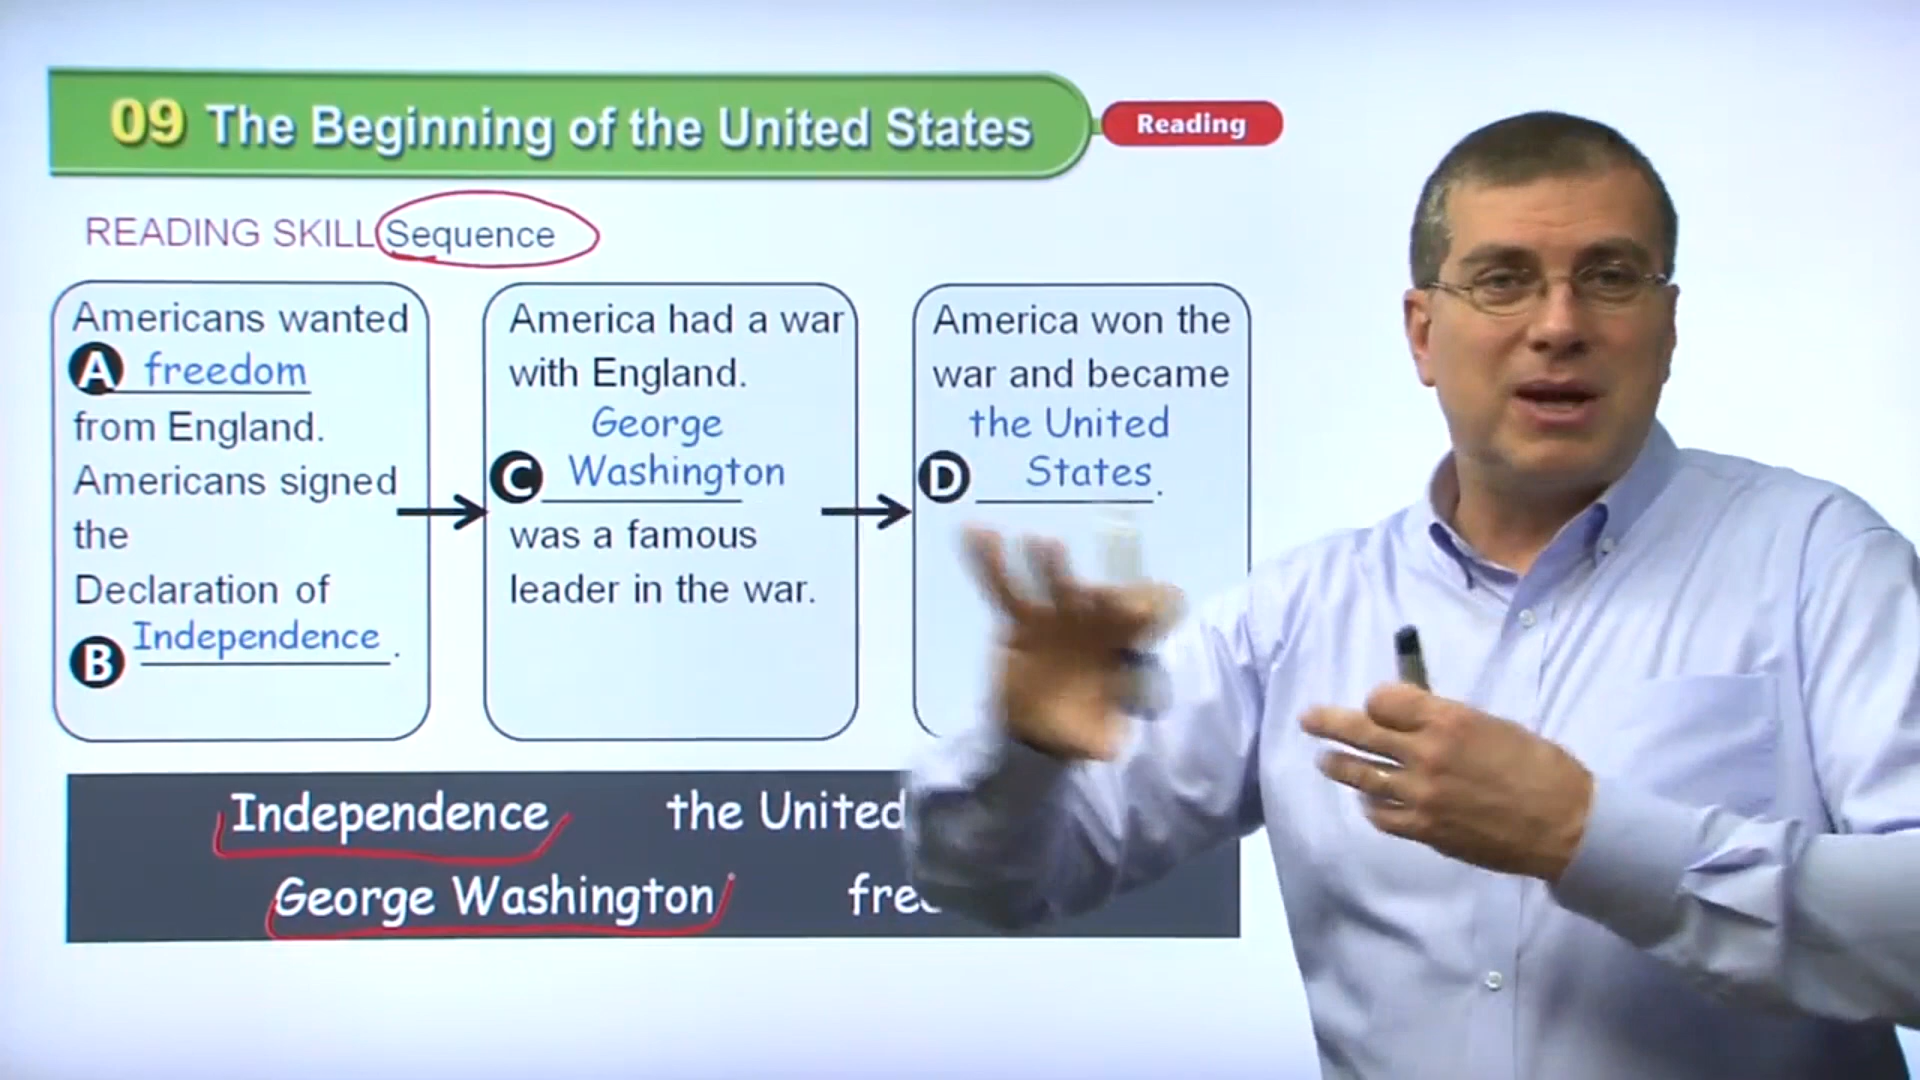 09 The Beginning of the United States
Reading
READING SKILL Sequence
Americans wanted
A freedom
from England.
Americans signed
the
Declaration of
Independence
B .
America had a war
with England.
George
C Washington
was a famous
leader in the war.
America won the
war and became
the United
D States.
Independence the United
George Washington